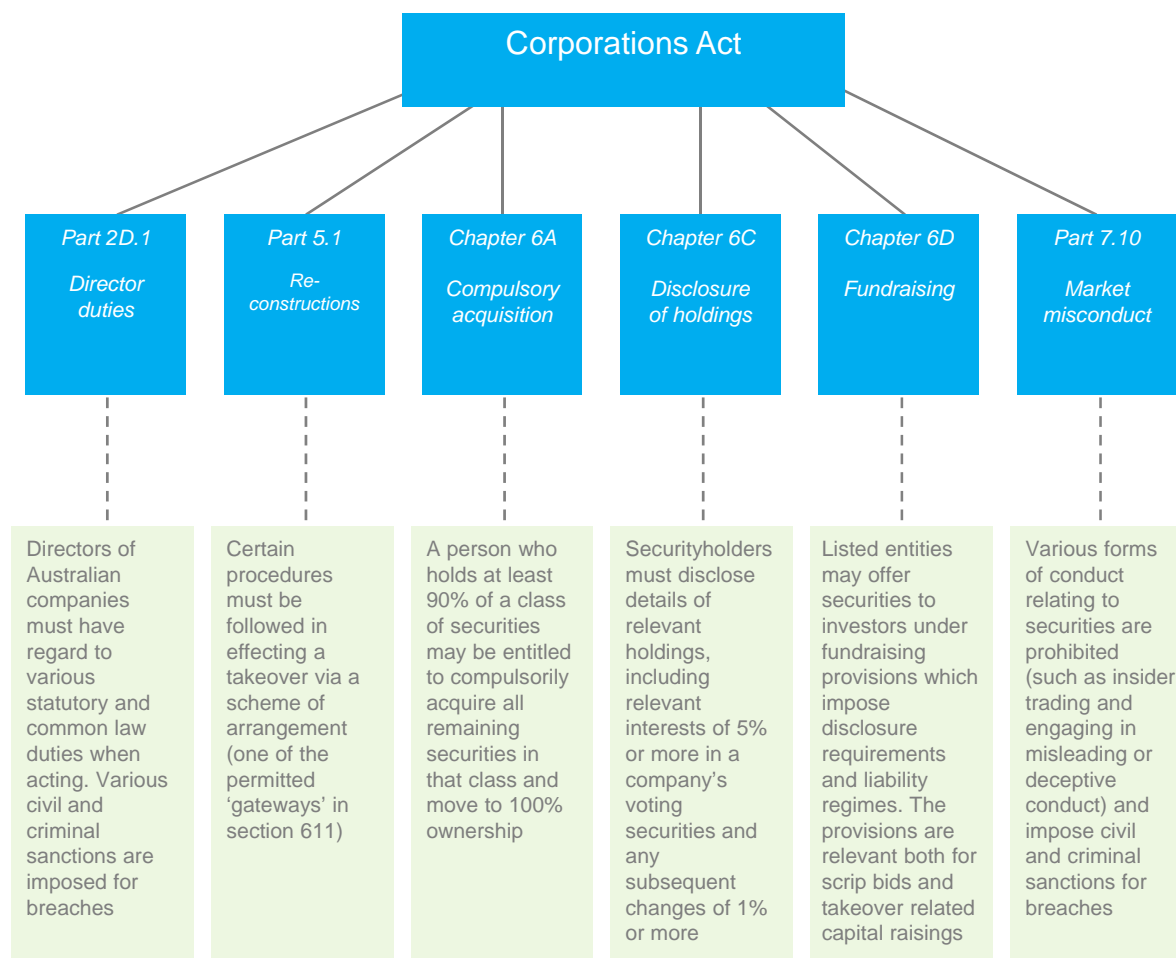 Corporations Act
Part 2D.1
Director
duties
Part 5.1
Re-
constructions
Chapter 6A
Compulsory
acquisition
Chapter 6C
Disclosure
of holdings
Chapter 6D
Fundraising
Part 7.10
Market
misconduct
Directors of
Australian
companies
must have
regard to
various
statutory and
common law
duties when
acting. Various
civil and
criminal
sanctions are
imposed for
breaches
Certain
procedures
must be
followed in
effecting a
takeover via a
scheme of
arrangement
(one of the
permitted
‘gateways’ in
section 611)
A person who
holds at least
90% of a class
of securities
may be entitled
to compulsorily
acquire all
remaining
securities in
that class and
move to 100%
ownership
Securityholders
must disclose
details of
relevant
holdings,
including
relevant
interests of 5%
or more in a
company’s
voting
securities and
any
subsequent
changes of 1%
or more
Listed entities
may offer
securities to
investors under
fundraising
provisions which
impose
disclosure
requirements
and liability
regimes. The
provisions are
relevant both for
scrip bids and
takeover related
capital raisings
Various forms
of conduct
relating to
securities are
prohibited
(such as insider
trading and
engaging in
misleading or
deceptive
conduct) and
impose civil
and criminal
sanctions for
breaches